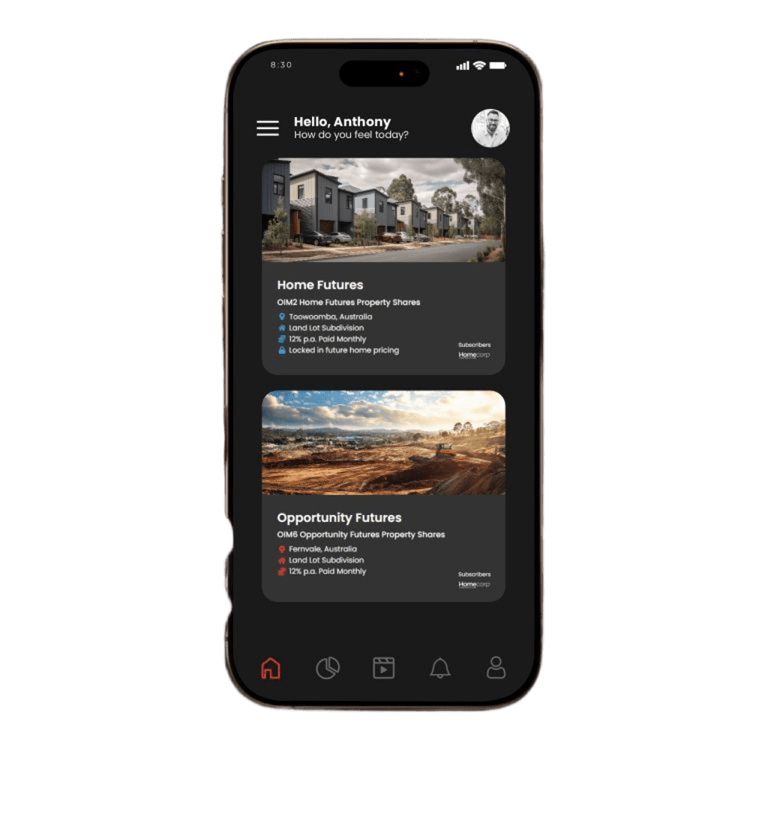 8:30
Hello, Anthony
How do you feel today?
Home Futures
OIM2 Home Futures Property Shares
Toowoomba, Australia
Land Lot Subdivision
12% p.a. Paid Monthly
Locked in future home pricing
Subscribers
Homecorp
Opportunity Futures
OIM6 Opportunity Futures Property Shares
Fernvale, Australia
Land Lot Subdivision
12% p.a. Paid Monthly
Subscribers
Homecorp